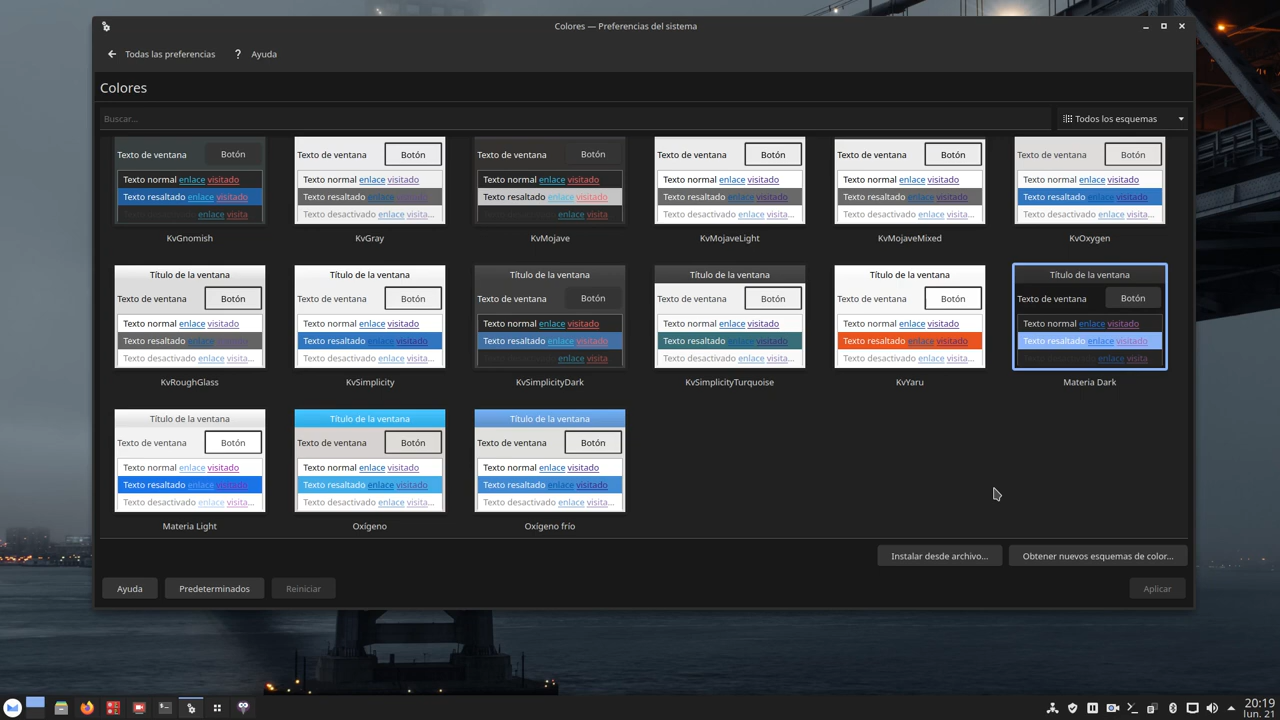 Colores — Preferencias del sistema
Todas las preferencias
? Ayuda
Colores
Buscar...
Todos los esquemas
Texto de ventana Botón Texto de ventana Botón Texto de ventana Botón Texto de ventana Botón Texto de ventana Botón Texto de ventana Botón
Texto normal enlace visitado Texto normal enlace visitado Texto normal enlace visitado Texto normal enlace visitado Texto normal enlace visitado Texto normal enlace visitado
Texto resaltado enlace visitado Texto resaltado enlace visitado Texto resaltado enlace visitado Texto resaltado enlace visitado Texto resaltado enlace visitado Texto resaltado enlace visitado
enlace visita Texto desactivado enlace visita... enlace visita Texto desactivado enlace visita... Texto desactivado enlace visita... Texto desactivado enlace visita...
KvGnomish KvGray KvMojave KvMojaveLight KvMojaveMixed KvOxygen
Título de la ventana Título de la ventana Título de la ventana Título de la ventana Título de la ventana Título de la ventana
Texto de ventana Botón Texto de ventana Botón Texto de ventana Botón Texto de ventana Botón Texto de ventana Botón Texto de ventana Botón
Texto normal enlace visitado Texto normal enlace visitado Texto normal enlace visitado Texto normal enlace visitado Texto normal enlace visitado Texto normal enlace visitado
Texto resaltado enlace visitado Texto resaltado enlace visitado Texto resaltado enlace visitado Texto resaltado enlace visitado Texto resaltado enlace visitado Texto resaltado enlace visitado
Texto desactivado enlace visita... Texto desactivado enlace visita... enlace visita Texto desactivado enlace visita... Texto desactivado enlace visita... enlace visita
KvRoughGlass KvSimplicity KvSimplicityDark KvSimplicityTurquoise KvYaru Materia Dark
Título de la ventana Título de la ventana Título de la ventana
Texto de ventana Botón Texto de ventana Botón Texto de ventana Botón
Texto normal enlace visitado Texto normal enlace visitado Texto normal enlace visitado
Texto resaltado enlace visitado Texto resaltado enlace visitado Texto resaltado enlace visitado
Texto desactivado enlace visita... Texto desactivado enlace visita... Texto desactivado enlace visita...
Materia Light Oxígeno Oxígeno frío
Instalar desde archivo... Obtener nuevos esquemas de color...
Ayuda Predeterminados Reiniciar Aplicar
20:19
lun. 21